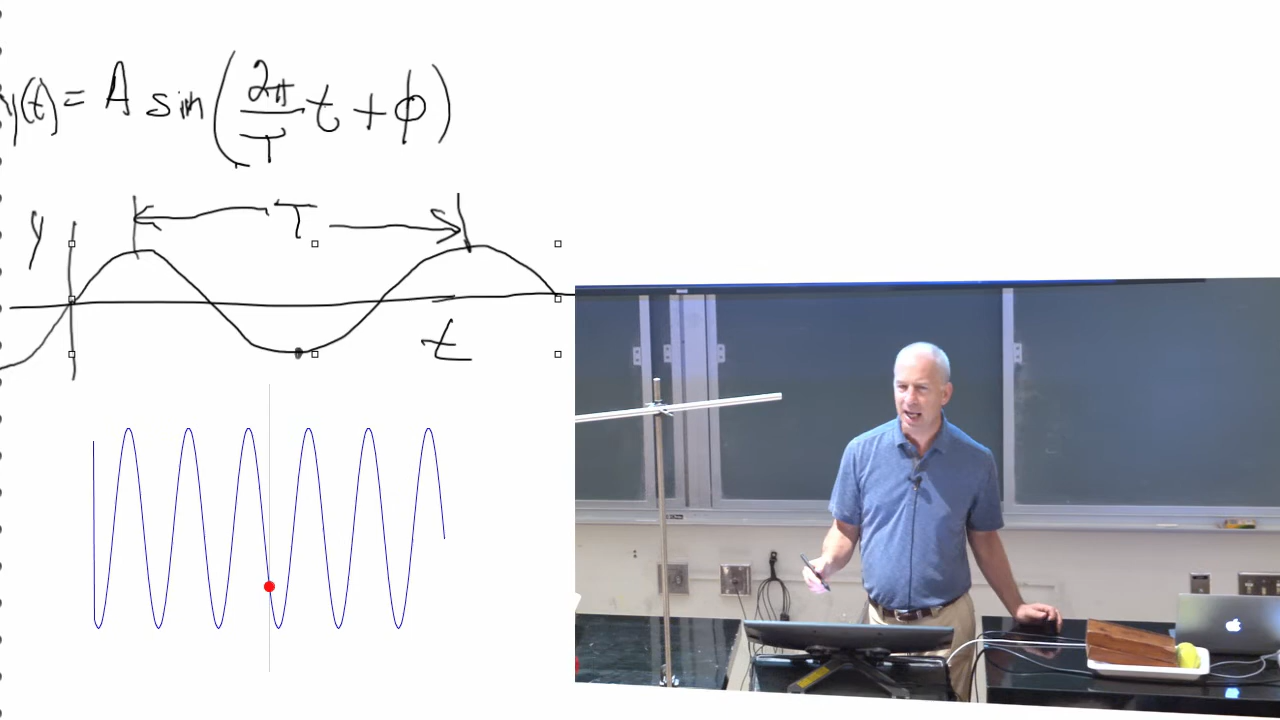 y(t) = A sin(2π/T t + φ)
T
y
t